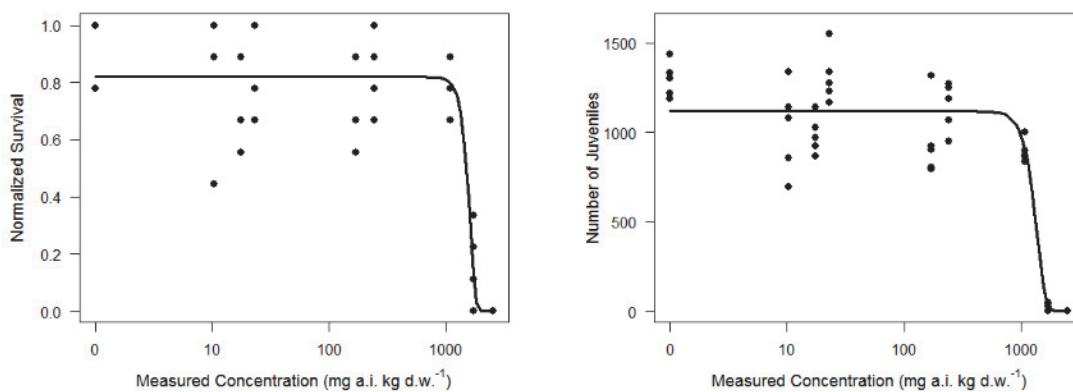 Normalized Survival
1.0
0.8
0.6
0.4
0.2
0.0
0 10 100 1000
Measured Concentration (mg a.i. kg d.w.⁻¹)
Number of Juveniles
1500
1000
500
0
0 10 100 1000
Measured Concentration (mg a.i. kg d.w.⁻¹)